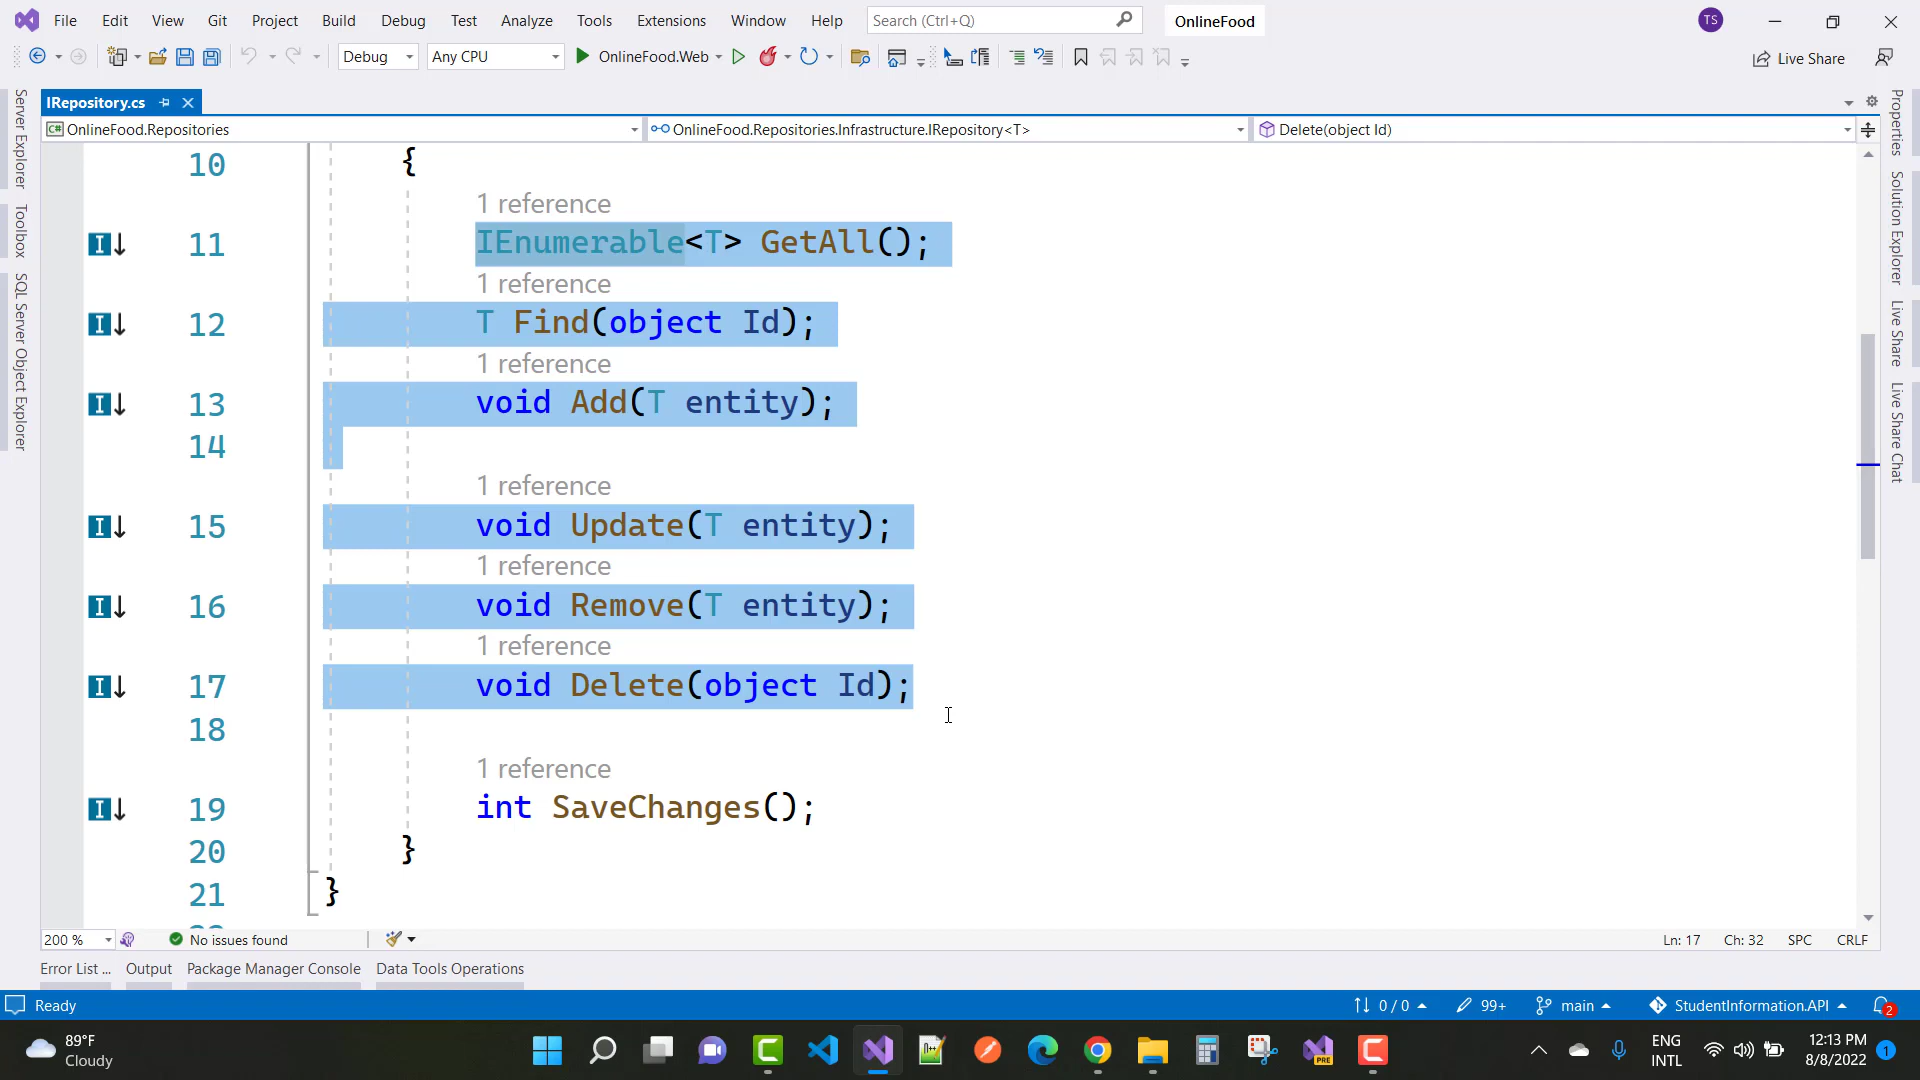 File Edit View Git Project Build Debug Test Analyze Tools Extensions Window Help Search (Ctrl+Q) OnlineFood TS
Debug Any CPU OnlineFood.Web Live Share
IRepository.cs
OnlineFood.Repositories OnlineFood.Repositories.Infrastructure.IRepository<T> Delete(object Id)
Server Explorer
Toolbox
SQL Server Object Explorer
10 {
1 reference
11 IEnumerable<T> GetAll();
1 reference
12 T Find(object Id);
1 reference
13 void Add(T entity);
14
1 reference
15 void Update(T entity);
1 reference
16 void Remove(T entity);
1 reference
17 void Delete(object Id);
18
1 reference
19 int SaveChanges();
20 }
21 }
Properties
Solution Explorer
Live Share
Live Share Chat
200 % No issues found Ln: 17 Ch: 32 SPC CRLF
Error List ... Output Package Manager Console Data Tools Operations
Ready 0 / 0 99+ main StudentInformation.API 2
89°F
Cloudy
PRE
ENG
INTL
12:13 PM
8/8/2022
1